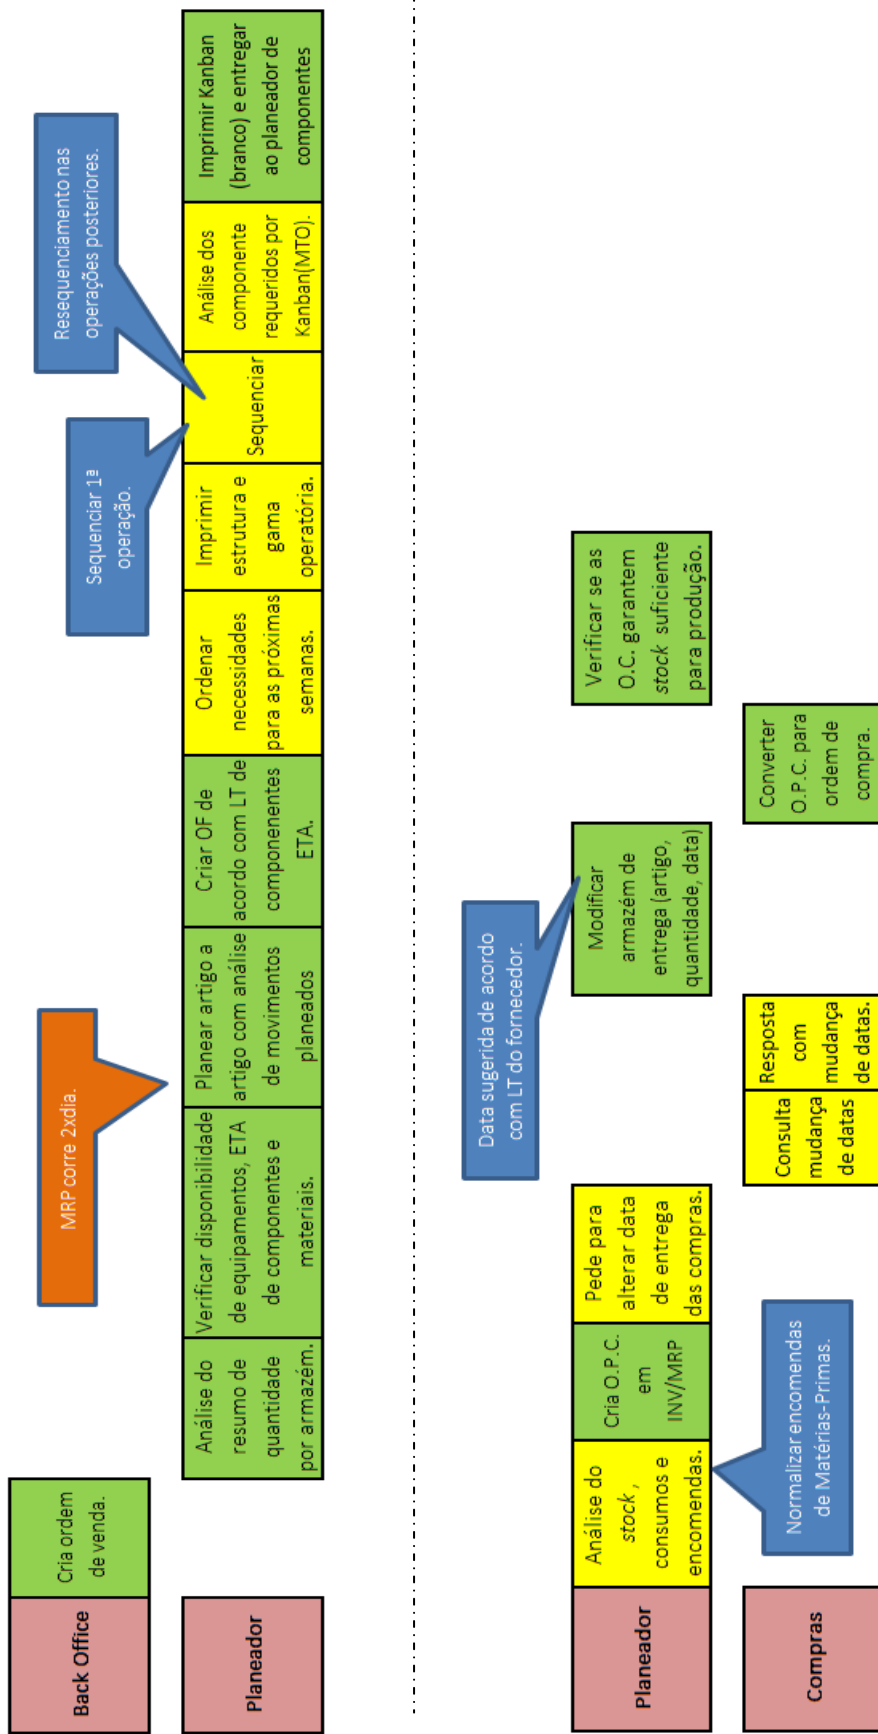 Back Office
Cria ordem
de venda.
MRP corre 2xdia.
Sequenciar 1ª
operação.
Resequenciamento nas
operações posteriores.
Planeador
Análise do
resumo de
quantidade
por armazém.
Verificar disponibilidade
de equipamentos, ETA
de componentes e
materiais.
Planear artigo a
artigo com análise
de movimentos
planeados
Criar OF de
acordo com LT de
componenentes
ETA.
Ordenar
necessidades
para as próximas
semanas.
Imprimir
estrutura e
gama
operatória.
Sequenciar
Análise dos
componente
requeridos por
Kanban(MTO).
Imprimir Kanban
(branco) e entregar
ao planeador de
componentes
Data sugerida de acordo
com LT do fornecedor.
Planeador
Análise do
stock ,
consumos e
encomendas.
Cria O.P.C.
em
INV/MRP
Pede para
alterar data
de entrega
das compras.
Modificar
armazém de
entrega (artigo,
quantidade, data)
Verificar se as
O.C. garantem
stock suficiente
para produção.
Normalizar encomendas
de Matérias-Primas.
Compras
Consulta
mudança
de datas
Resposta
com
mudança
de datas.
Converter
O.P.C. para
ordem de
compra.